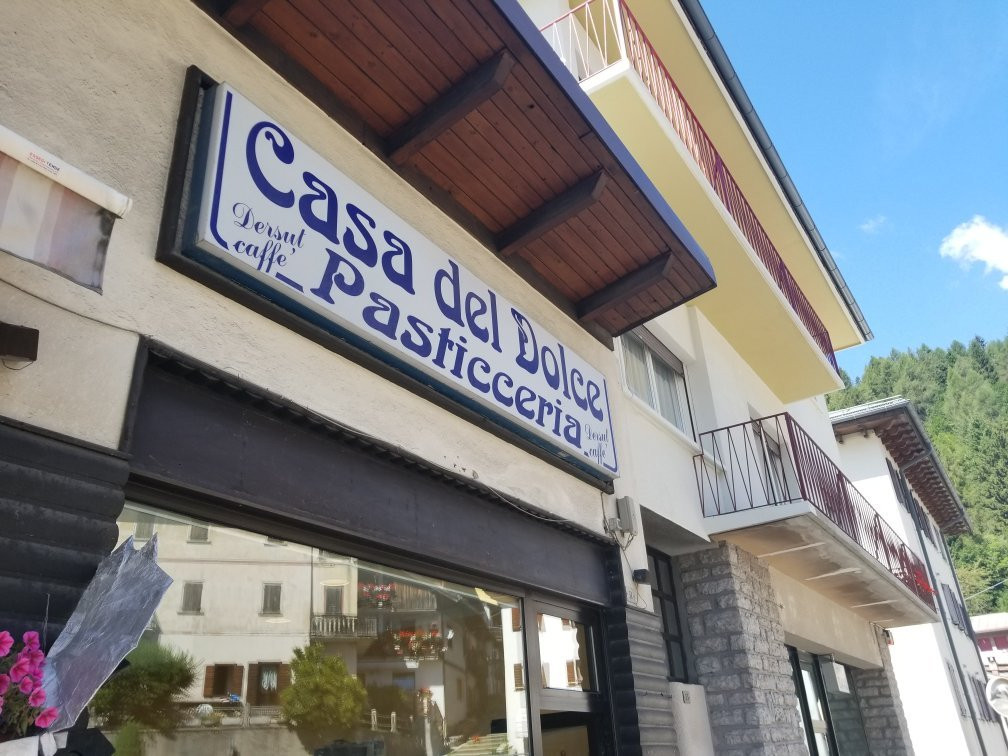 Casa del Dolce
Dersut
caffe'
Pasticceria
Dersut
caffe'